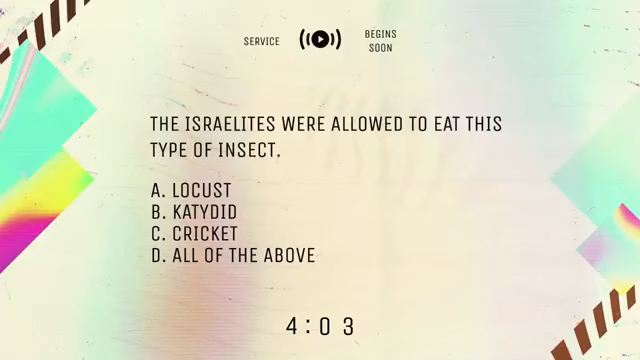 SERVICE
BEGINS
SOON
THE ISRAELITES WERE ALLOWED TO EAT THIS
TYPE OF INSECT.
A. LOCUST
B. KATYDID
C. CRICKET
D. ALL OF THE ABOVE
4:03